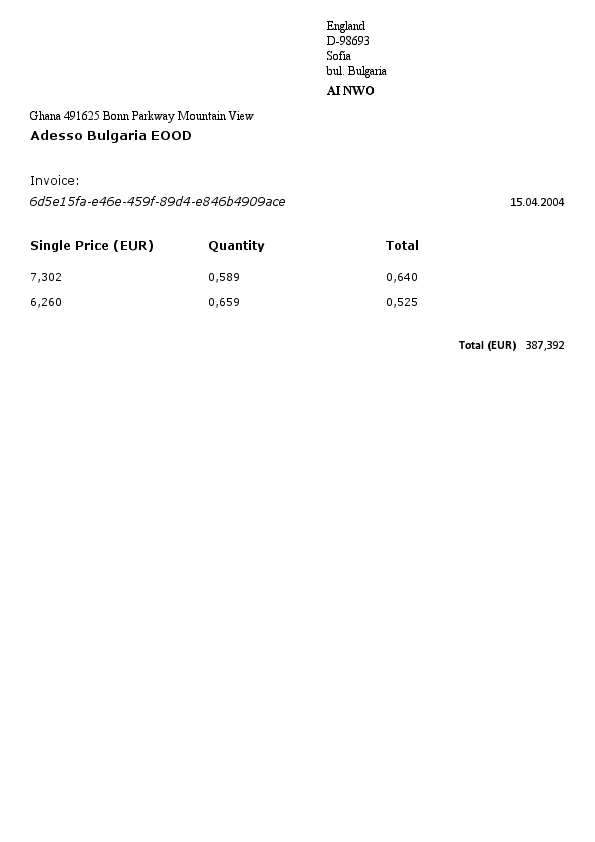 England
D-98693
Sofia
bul. Bulgaria
AI NWO
Ghana 491625 Bonn Parkway Mountain View
Adesso Bulgaria EOOD
Invoice:
6d5e15fa-e46e-459f-89d4-e846b4909ace 15.04.2004
Single Price (EUR) Quantity Total
7,302 0,589 0,640
6,260 0,659 0,525
Total (EUR) 387,392